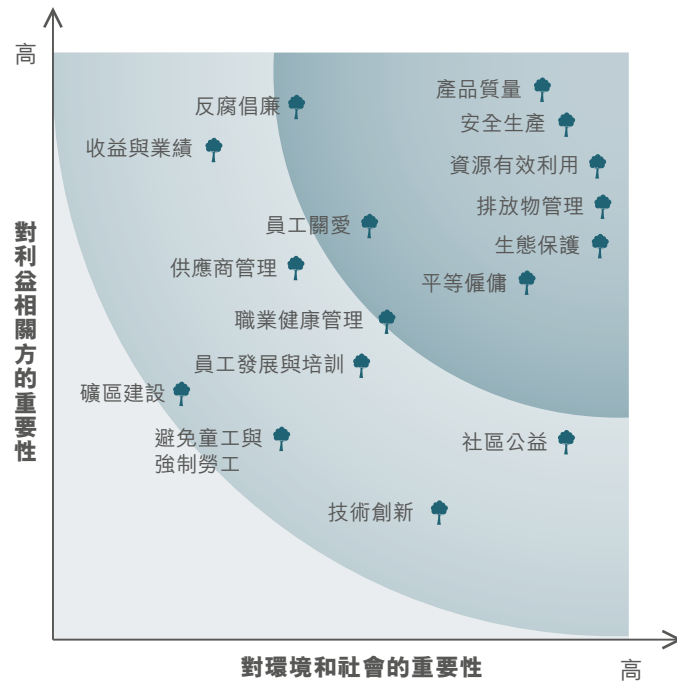 高
反腐倡廉
收益與業績
產品質量
安全生產
資源有效利用
排放物管理
生態保護
平等僱傭
員工關愛
供應商管理
職業健康管理
員工發展與培訓
礦區建設
避免童工與
強制勞工
社區公益
技術創新
對利益相關方的重要性
對環境和社會的重要性
高